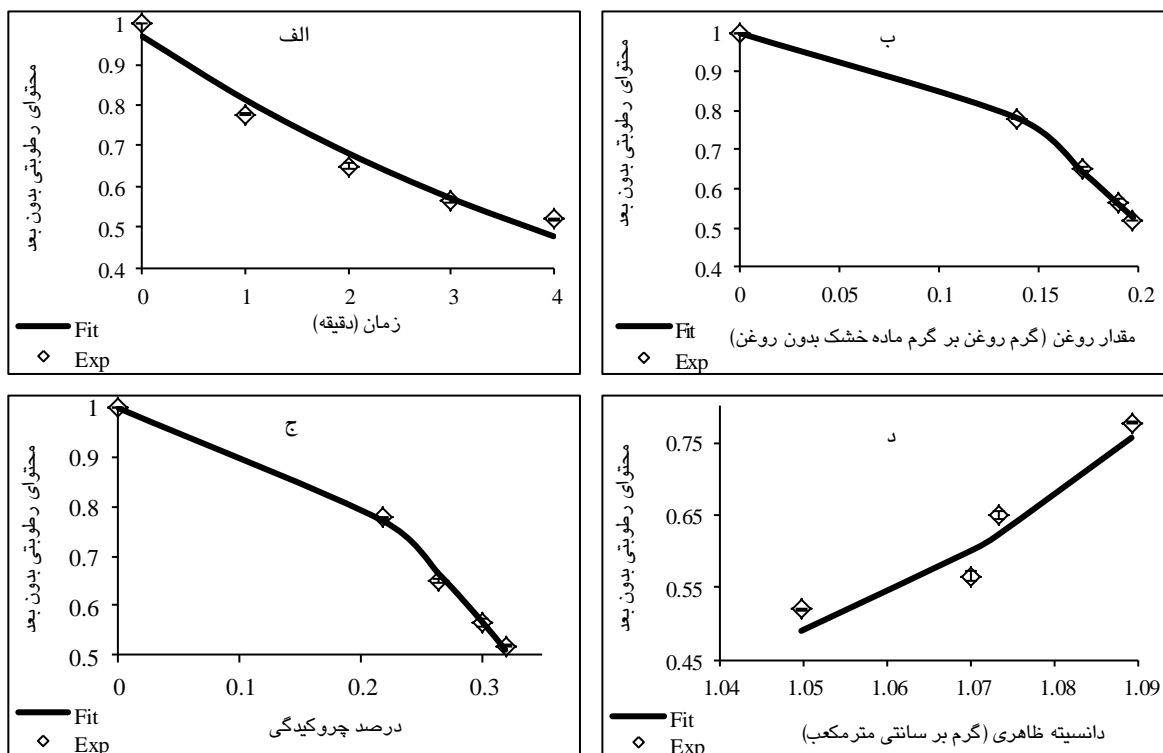 الف
محتوای رطوبتی بدون بعد
1
0.9
0.8
0.7
0.6
0.5
0.4
0 1 2 3 4
زمان (دقیقه)
Fit
Exp
ب
محتوای رطوبتی بدون بعد
1
0.9
0.8
0.7
0.6
0.5
0.4
0 0.05 0.1 0.15 0.2
مقدار روغن (گرم روغن بر گرم ماده خشک بدون روغن)
Fit
Exp
ج
محتوای رطوبتی بدون بعد
1
0.9
0.8
0.7
0.6
0.5
0 0.1 0.2 0.3
درصد چروکیدگی
Fit
Exp
د
محتوای رطوبتی بدون بعد
0.75
0.65
0.55
0.45
1.04 1.05 1.06 1.07 1.08 1.09
دانسیته ظاهری (گرم بر سانتی مترمکعب)
Fit
Exp